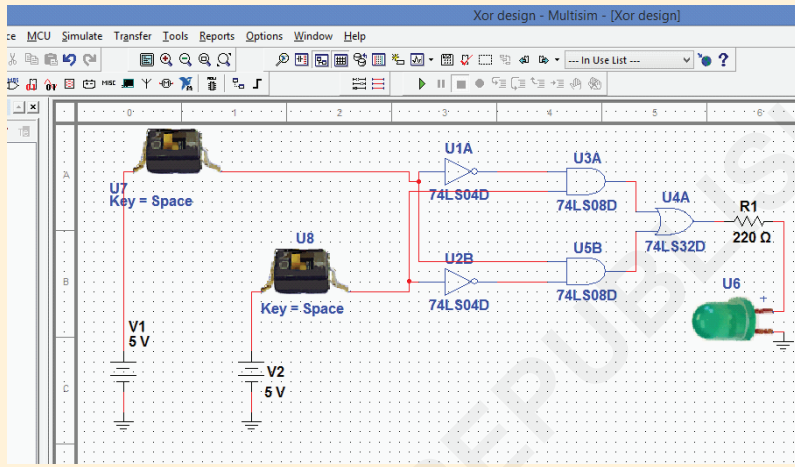 Xor design - Multisim - [Xor design]
ce MCU Simulate Transfer Tools Reports Options Window Help
--- In Use List ---
MISC
0 1 2 3 4 5 6
A
B
C
U7
Key = Space
U8
Key = Space
V1
5 V
V2
5 V
U1A
74LS04D
U2B
74LS04D
U3A
74LS08D
U5B
74LS08D
U4A
74LS32D
R1
220 Ω
U6
+
REPUBLIS